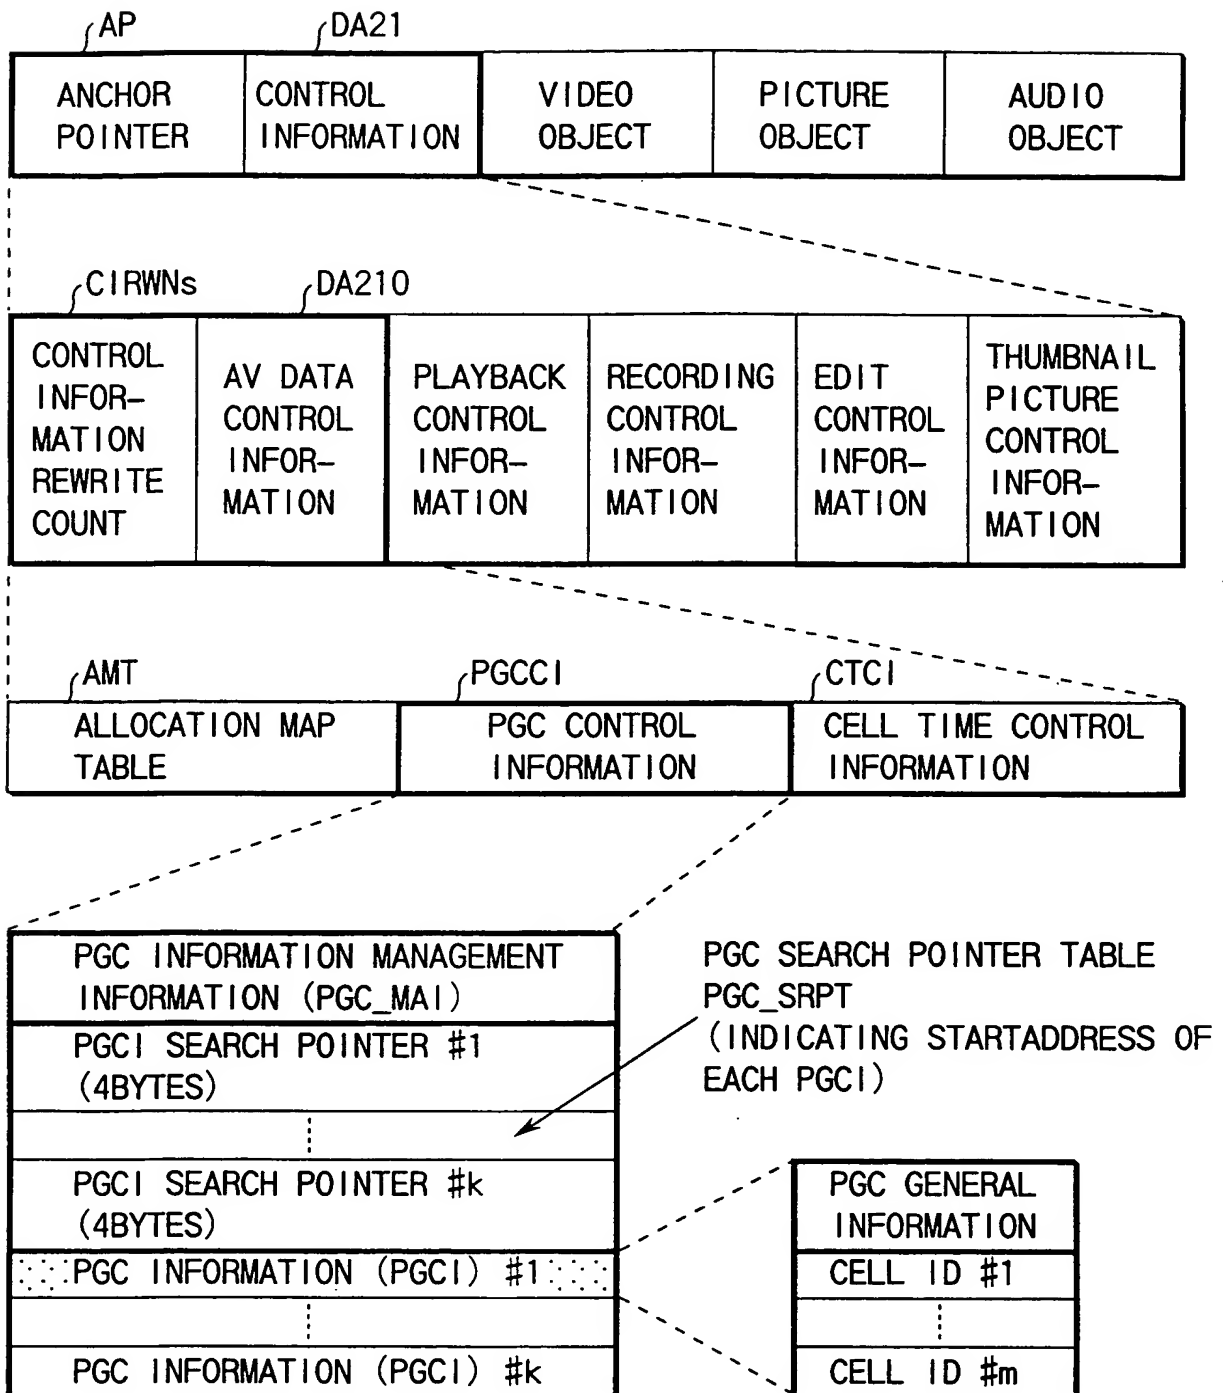 AP
DA21
ANCHOR
POINTER
CONTROL
INFORMATION
VIDEO
OBJECT
PICTURE
OBJECT
AUDIO
OBJECT
CIRWNs
DA210
CONTROL
INFOR-
MATION
REWRITE
COUNT
AV DATA
CONTROL
INFOR-
MATION
PLAYBACK
CONTROL
INFOR-
MATION
RECORDING
CONTROL
INFOR-
MATION
EDIT
CONTROL
INFOR-
MATION
THUMBNAIL
PICTURE
CONTROL
INFOR-
MATION
AMT
PGCCI
CTCI
ALLOCATION MAP
TABLE
PGC CONTROL
INFORMATION
CELL TIME CONTROL
INFORMATION
PGC INFORMATION MANAGEMENT
INFORMATION (PGC_MAI)
PGCI SEARCH POINTER #1
(4BYTES)
PGCI SEARCH POINTER #k
(4BYTES)
PGC INFORMATION (PGCI) #1
PGC INFORMATION (PGCI) #k
PGC SEARCH POINTER TABLE
PGC_SRPT
(INDICATING STARTADDRESS OF
EACH PGCI)
PGC GENERAL
INFORMATION
CELL ID #1
CELL ID #m